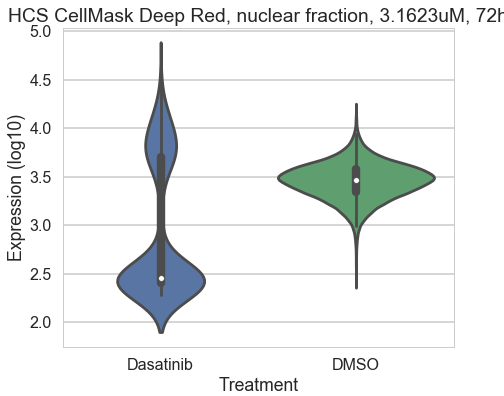 HCS CellMask Deep Red, nuclear fraction, 3.1623uM, 72h
5.0
4.5
4.0
3.5
3.0
2.5
2.0
Expression (log10)
Dasatinib DMSO
Treatment